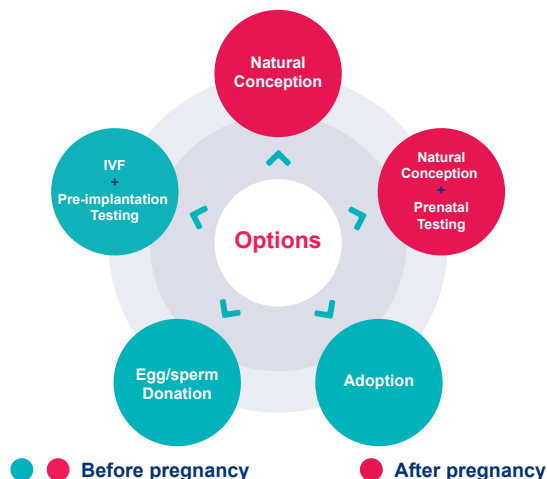 Natural
Conception
IVF
+
Pre-implantation
Testing
Natural
Conception
+
Prenatal
Testing
Options
Egg/sperm
Donation
Adoption
Before pregnancy
After pregnancy